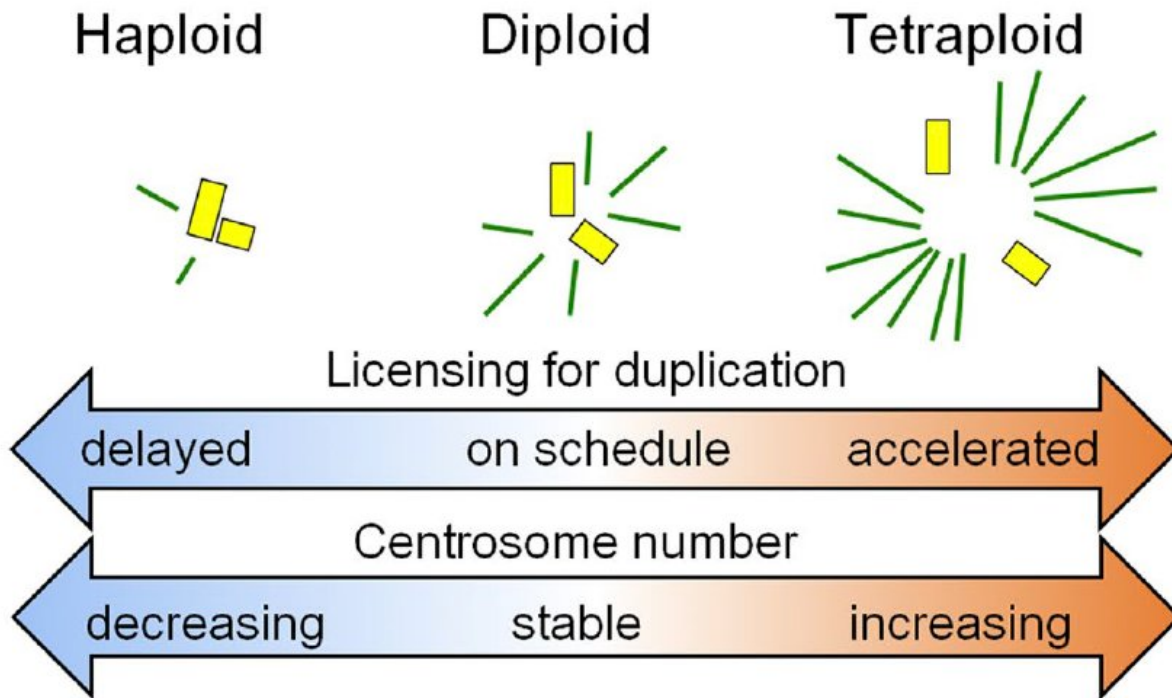 Haploid Diploid Tetraploid
Licensing for duplication
delayed on schedule accelerated
Centrosome number
decreasing stable increasing